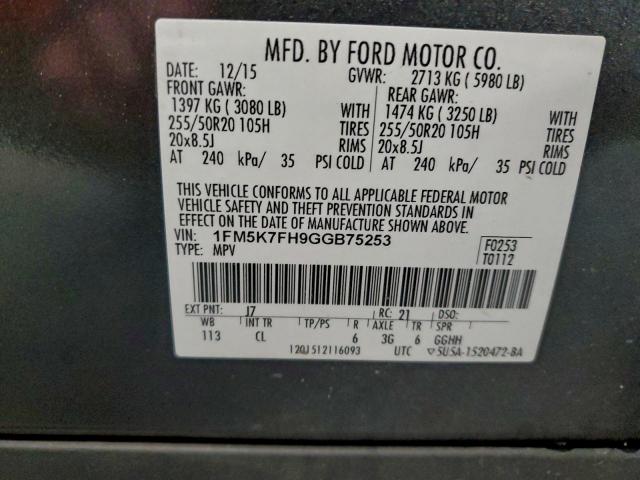 MFD. BY FORD MOTOR CO.
DATE: 12/15 GVWR: 2713 KG ( 5980 LB)
FRONT GAWR: REAR GAWR:
1397 KG ( 3080 LB) WITH 1474 KG ( 3250 LB) WITH
255/50R20 105H TIRES 255/50R20 105H TIRES
20x8.5J RIMS 20x8.5J RIMS
AT 240 kPa/ 35 PSI COLD AT 240 kPa/ 35 PSI COLD
THIS VEHICLE CONFORMS TO ALL APPLICABLE FEDERAL MOTOR
VEHICLE SAFETY AND THEFT PREVENTION STANDARDS IN
EFFECT ON THE DATE OF MANUFACTURE SHOWN ABOVE.
VIN: 1FM5K7FH9GGB75253 F0253
TYPE: MPV T0112
EXT PNT: J7 RC: 21 DSO:
WB INT TR TP/PS R AXLE TR SPR
113 CL 6 3G 6 GGHH
12QJ512116093 UTC ▽5USA-1520472-BA